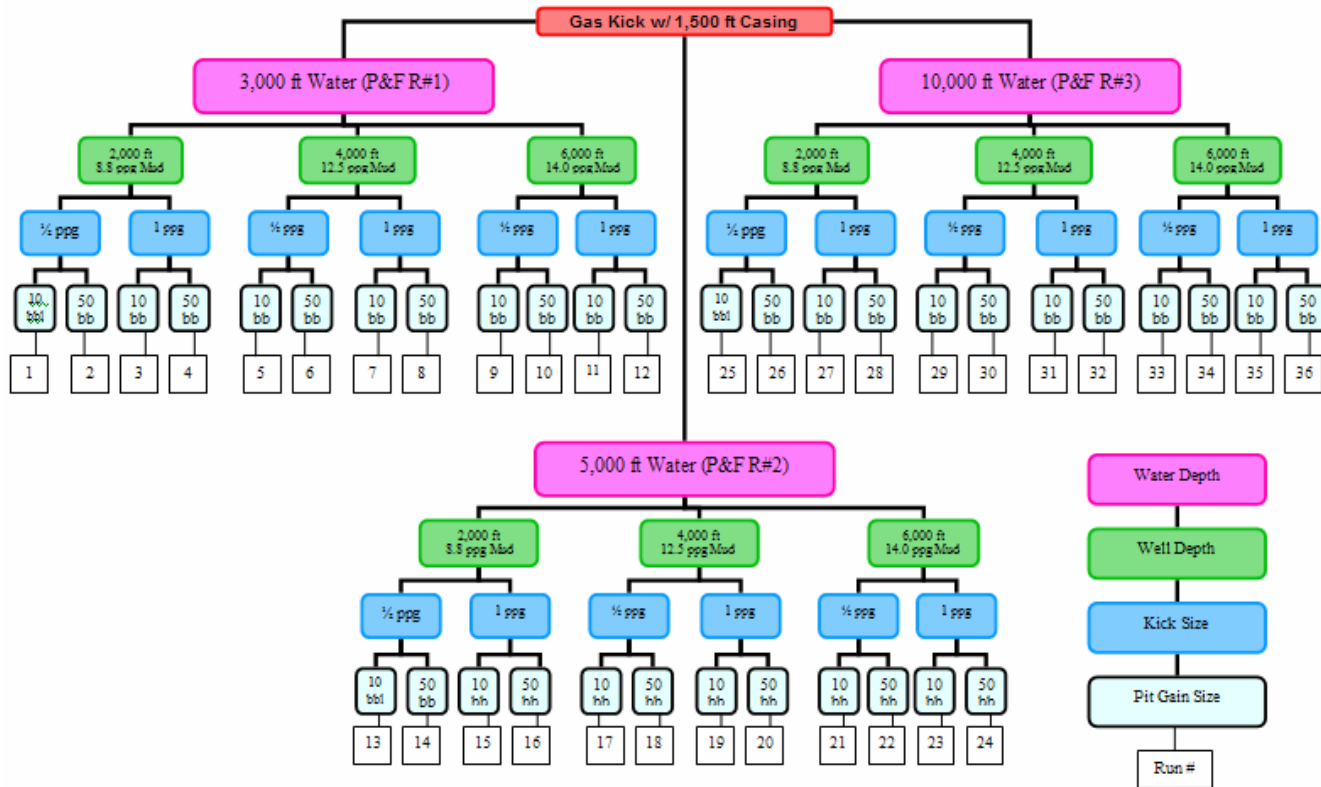 Gas Kick w/ 1,500 ft Casing
3,000 ft Water (P&F R#1)
10,000 ft Water (P&F R#3)
2,000 ft
8.8 ppg Mud
4,000 ft
12.5 ppg Mud
6,000 ft
14.0 ppg Mud
2,000 ft
8.8 ppg Mud
4,000 ft
12.5 ppg Mud
6,000 ft
14.0 ppg Mud
½ ppg
1 ppg
½ ppg
1 ppg
½ ppg
1 ppg
½ ppg
1 ppg
½ ppg
1 ppg
½ ppg
1 ppg
10
bbl
50
bb
10
bb
50
bb
10
bb
50
bb
10
bb
50
bb
10
bb
50
bb
10
bb
50
bb
10
bbl
50
bb
10
bb
50
bb
10
bb
50
bb
10
bb
50
bb
10
bb
50
bb
10
bb
50
bb
1
2
3
4
5
6
7
8
9
10
11
12
25
26
27
28
29
30
31
32
33
34
35
36
5,000 ft Water (P&F R#2)
2,000 ft
8.8 ppg Mud
4,000 ft
12.5 ppg Mud
6,000 ft
14.0 ppg Mud
½ ppg
1 ppg
½ ppg
1 ppg
½ ppg
1 ppg
10
bbl
50
bb
10
bb
50
bb
10
bb
50
bb
10
bb
50
bb
10
bb
50
bb
10
bb
50
bb
13
14
15
16
17
18
19
20
21
22
23
24
Water Depth
Well Depth
Kick Size
Pit Gain Size
Run #